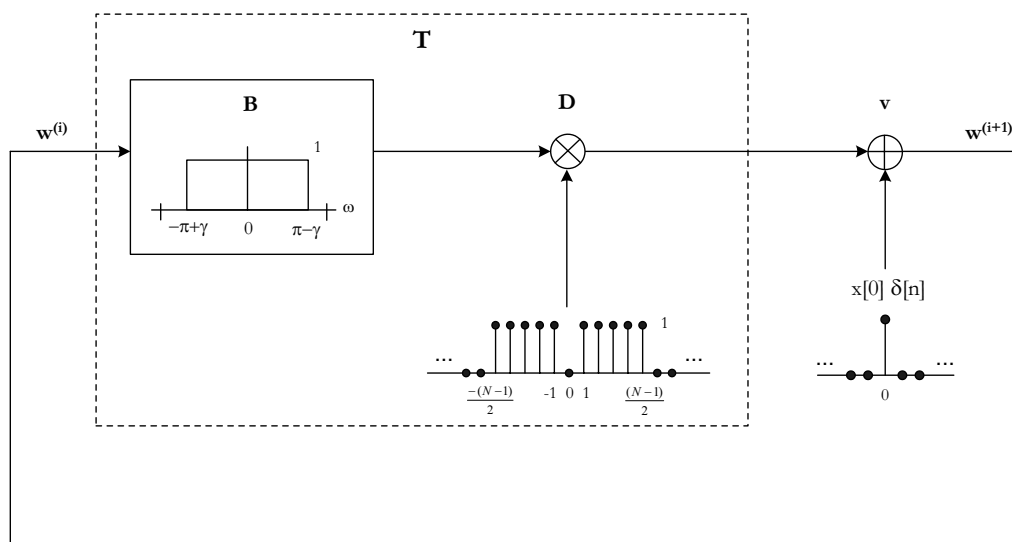 T
B
D
v
w(i)
w(i+1)
1
ω
−π+γ
0
π−γ
x[0] δ[n]
1
...
...
−(N−1)/2
-1 0 1
(N−1)/2
...
...
0